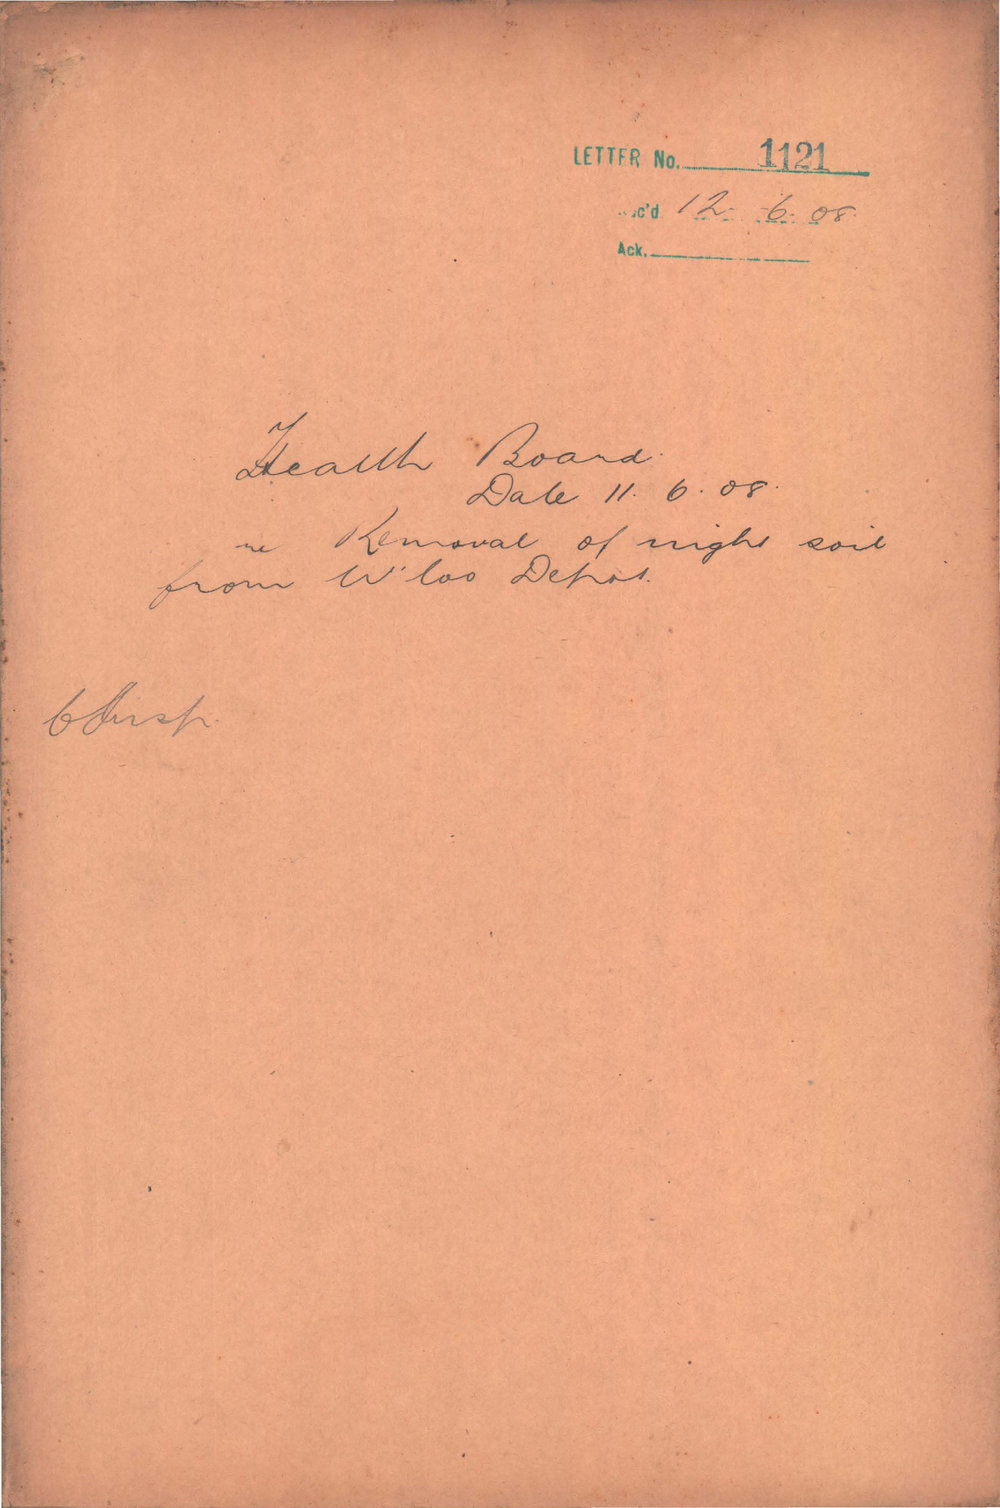 LETTER No. 1121
c'd 12. 6. 08.
Ack.
Health Board.
Date 11. 6. 08.
re Removal of night soil
from W'loo Depot.
C Insp.